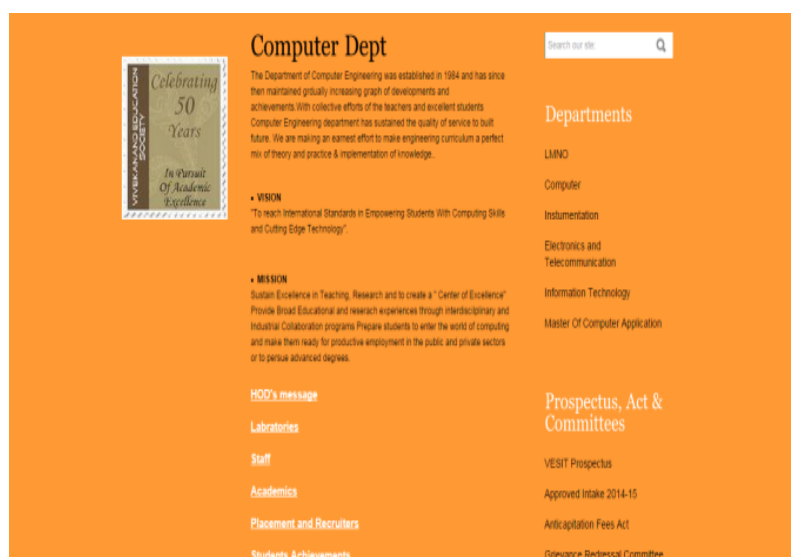 VIVEKANAND EDUCATION
SOCIETY
Celebrating
50
Years
In Pursuit
Of Academic
Excellence
Computer Dept
The Department of Computer Engineering was established in 1984 and has since
then maintained grdually increasing graph of developments and
achievements.With collective efforts of the teachers and excellent students
Computer Engineering department has sustained the quality of service to built
future. We are making an earnest effort to make engineering curriculum a perfect
mix of theory and practice & implementation of knowledge..
• VISION
"To reach International Standards in Empowering Students With Computing Skills
and Cutting Edge Technology".
• MISSION
Sustain Excellence in Teaching, Research and to create a " Center of Excellence"
Provide Broad Educational and reserach experiences through interdisciplinary and
Industrial Collaboration programs Prepare students to enter the world of computing
and make them ready for productive employment in the public and private sectors
or to persue advanced degrees.
HOD's message
Labratories
Staff
Academics
Placement and Recruiters
Students Achievements
Search our site:
Departments
LMNO
Computer
Instumentation
Electronics and
Telecommunication
Information Technology
Master Of Computer Application
Prospectus, Act &
Committees
VESIT Prospectus
Approved Intake 2014-15
Anticapitation Fees Act
Grievance Redressal Committee